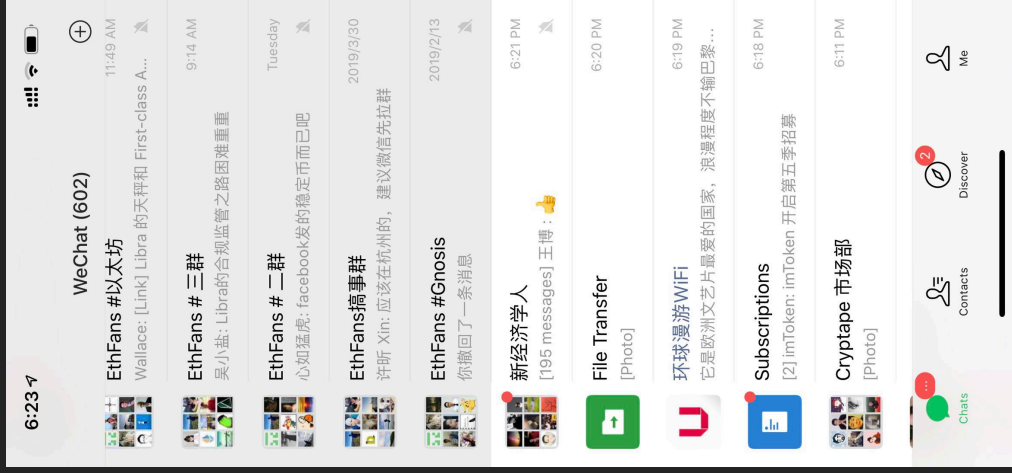 6:23
WeChat (602)
EthFans #以太坊
11:49 AM
Wallace: [Link] Libra 的天秤和 First-class A...
EthFans # 三群
9:14 AM
吴小盐: Libra的合规监管之路困难重重
EthFans # 二群
Tuesday
心如猛虎: facebook发的稳定币而已吧
EthFans搞事群
2019/3/30
许昕 Xin: 应该在杭州的，建议微信先拉群
EthFans #Gnosis
2019/2/13
你撤回了一条消息
新经济学人
6:21 PM
[195 messages] 王博：👍
File Transfer
6:20 PM
[Photo]
环球漫游WiFi
6:19 PM
它是欧洲文艺片最爱的国家，浪漫程度不输巴黎...
Subscriptions
6:18 PM
[2] imToken: imToken 开启第五季招募
Cryptape 市场部
6:11 PM
[Photo]
...
2
Chats
Contacts
Discover
Me